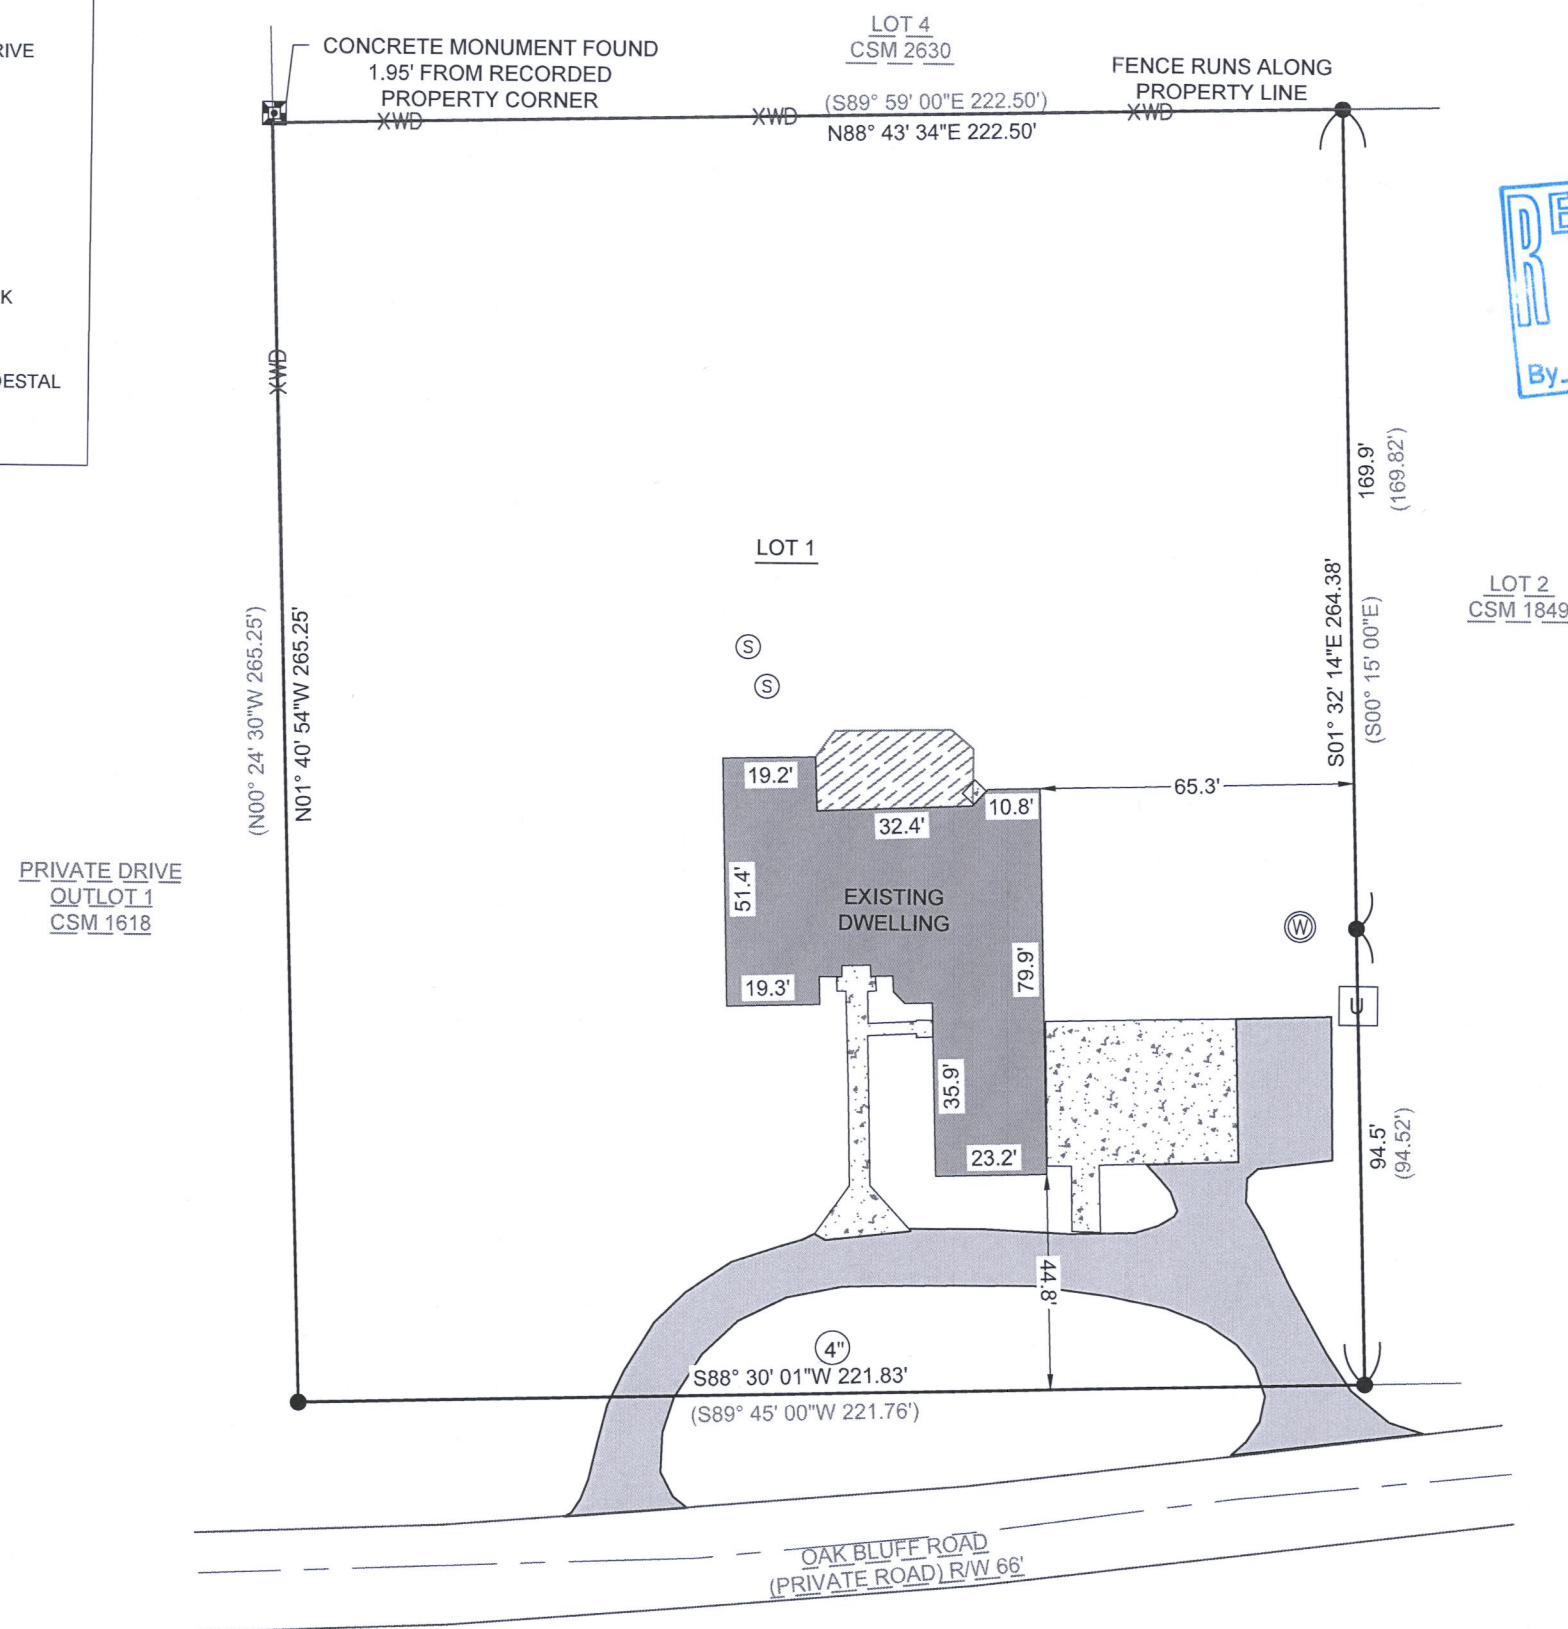 RIVE
K
DESTAL
CONCRETE MONUMENT FOUND
1.95' FROM RECORDED
PROPERTY CORNER
LOT 4
CSM 2630
FENCE RUNS ALONG
PROPERTY LINE
XWD
XWD
XWD
(S89° 59' 00"E 222.50')
N88° 43' 34"E 222.50'
XWD
RE
By
169.9'
(169.82')
LOT 1
LOT 2
CSM 1849
S
S
(N00° 24' 30"W 265.25')
N01° 40' 54"W 265.25'
S01° 32' 14"E 264.38'
(S00° 15' 00"E)
19.2'
10.8'
65.3'
32.4'
51.4'
EXISTING
DWELLING
PRIVATE DRIVE
OUTLOT 1
CSM 1618
W
79.9'
19.3'
U
35.9'
94.5'
(94.52')
23.2'
44.8'
4"
S88° 30' 01"W 221.83'
(S89° 45' 00"W 221.76')
OAK BLUFF ROAD
(PRIVATE ROAD) R/W 66'